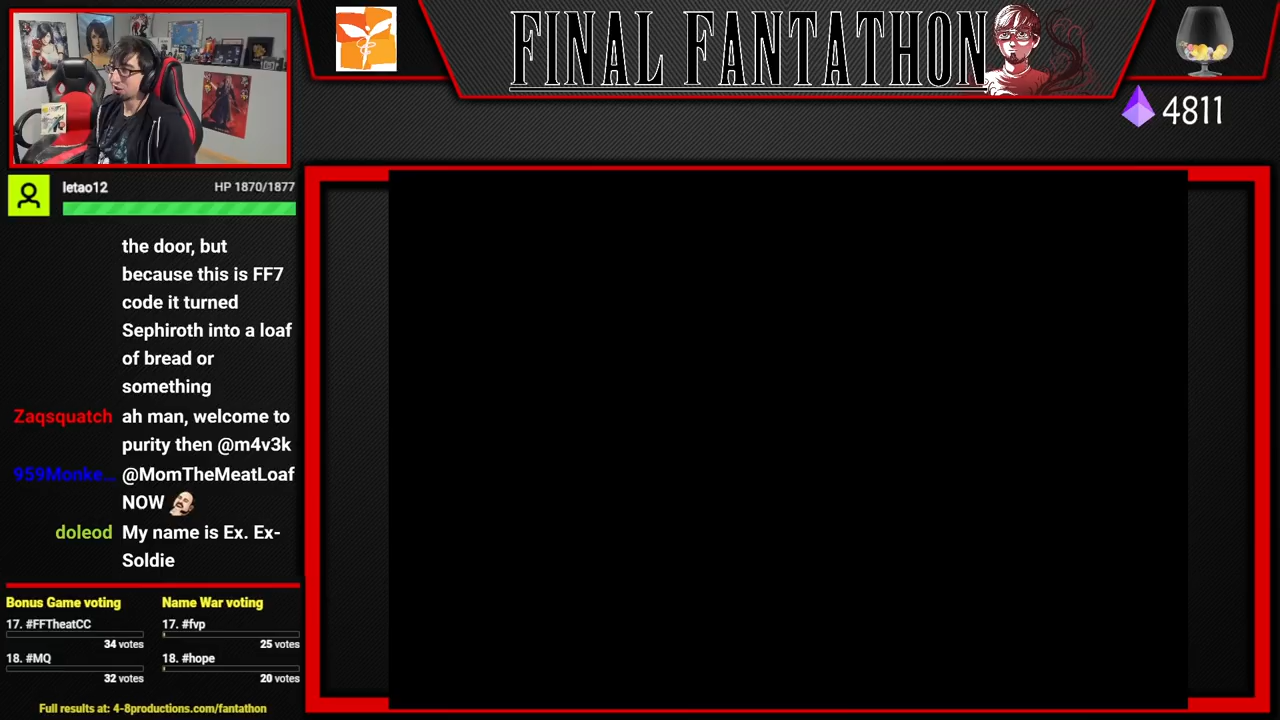 FINAL FANTATHON
4811
letao12 HP 1870/1877
the door, but
because this is FF7
code it turned
Sephiroth into a loaf
of bread or
something
Zaqsquatch ah man, welcome to
purity then @m4v3k
959Monke... @MomTheMeatLoaf
NOW
doleod My name is Ex. Ex-
Soldie
Bonus Game voting
17. #FFTheatCC
34 votes
18. #MQ
32 votes
Name War voting
17. #fvp
25 votes
18. #hope
20 votes
Full results at: 4-8productions.com/fantathon